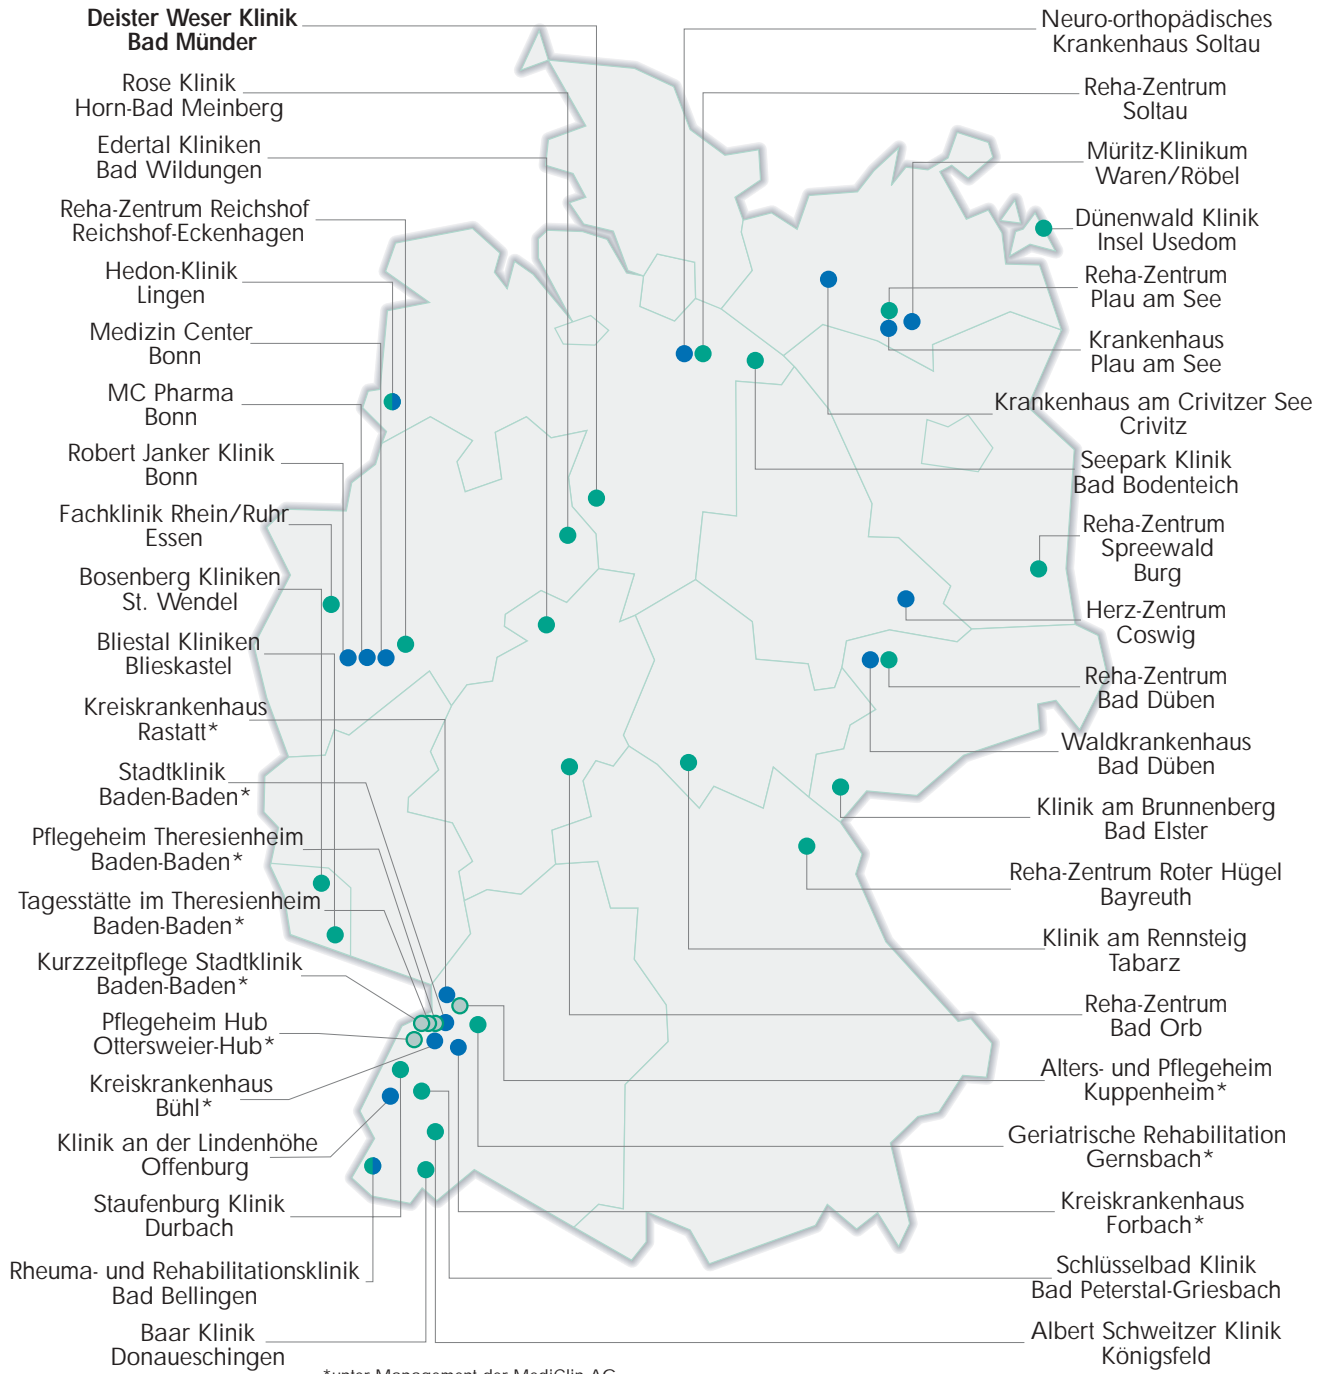 Deister Weser Klinik
Bad Münder
Rose Klinik
Horn-Bad Meinberg
Edertal Kliniken
Bad Wildungen
Reha-Zentrum Reichshof
Reichshof-Eckenhagen
Hedon-Klinik
Lingen
Medizin Center
Bonn
MC Pharma
Bonn
Robert Janker Klinik
Bonn
Fachklinik Rhein/Ruhr
Essen
Bosenberg Kliniken
St. Wendel
Bliestal Kliniken
Blieskastel
Kreiskrankenhaus
Rastatt*
Stadtklinik
Baden-Baden*
Pflegeheim Theresienheim
Baden-Baden*
Tagesstätte im Theresienheim
Baden-Baden*
Kurzzeitpflege Stadtklinik
Baden-Baden*
Pflegeheim Hub
Ottersweier-Hub*
Kreiskrankenhaus
Bühl*
Klinik an der Lindenhöhe
Offenburg
Staufenburg Klinik
Durbach
Rheuma- und Rehabilitationsklinik
Bad Bellingen
Baar Klinik
Donaueschingen
Neuro-orthopädisches
Krankenhaus Soltau
Reha-Zentrum
Soltau
Müritz-Klinikum
Waren/Röbel
Dünenwald Klinik
Insel Usedom
Reha-Zentrum
Plau am See
Krankenhaus
Plau am See
Krankenhaus am Crivitzer See
Crivitz
Seepark Klinik
Bad Bodenteich
Reha-Zentrum
Spreewald
Burg
Herz-Zentrum
Coswig
Reha-Zentrum
Bad Düben
Waldkrankenhaus
Bad Düben
Klinik am Brunnenberg
Bad Elster
Reha-Zentrum Roter Hügel
Bayreuth
Klinik am Rennsteig
Tabarz
Reha-Zentrum
Bad Orb
Alters- und Pflegeheim
Kuppenheim*
Geriatrische Rehabilitation
Gernsbach*
Kreiskrankenhaus
Forbach*
Schlüsselbad Klinik
Bad Peterstal-Griesbach
Albert Schweitzer Klinik
Königsfeld
*unter Management der MediClin AG